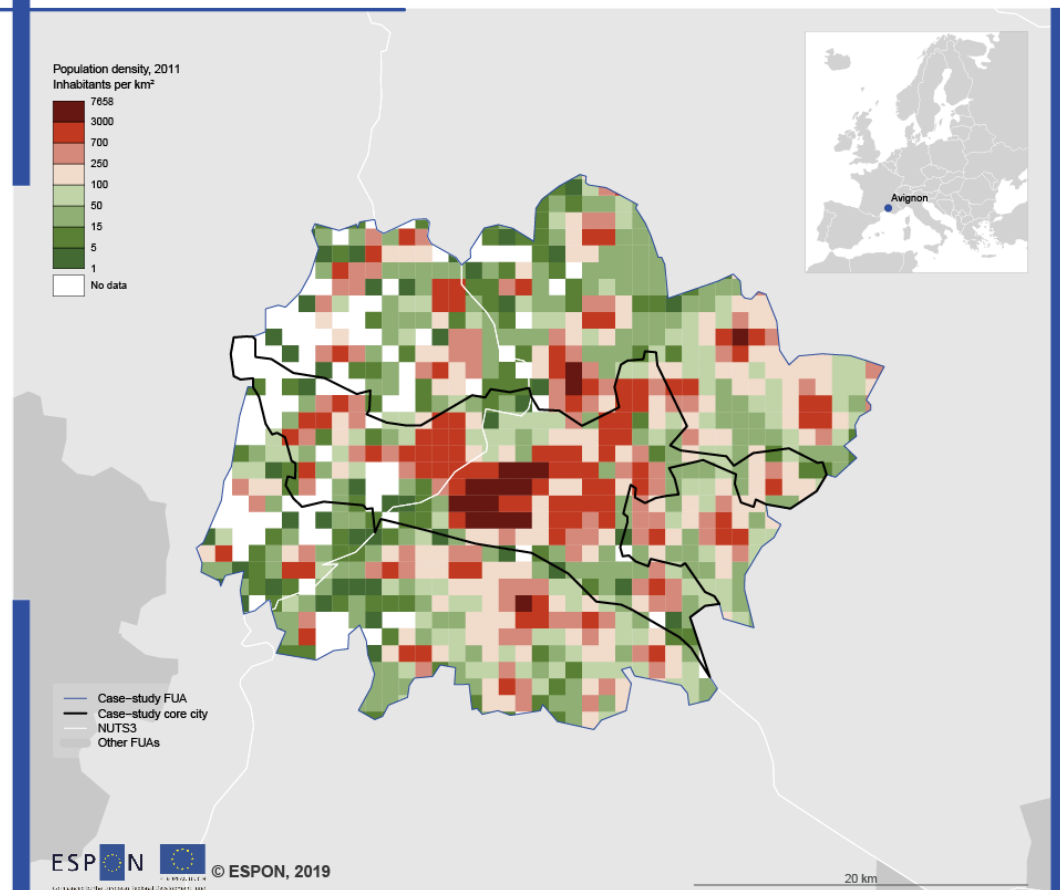 Population density, 2011
Inhabitants per km²
7658
3000
700
250
100
50
15
5
1
No data
Avignon
Case-study FUA
Case-study core city
NUTS3
Other FUAs
ESPON
© ESPON, 2019
20 km